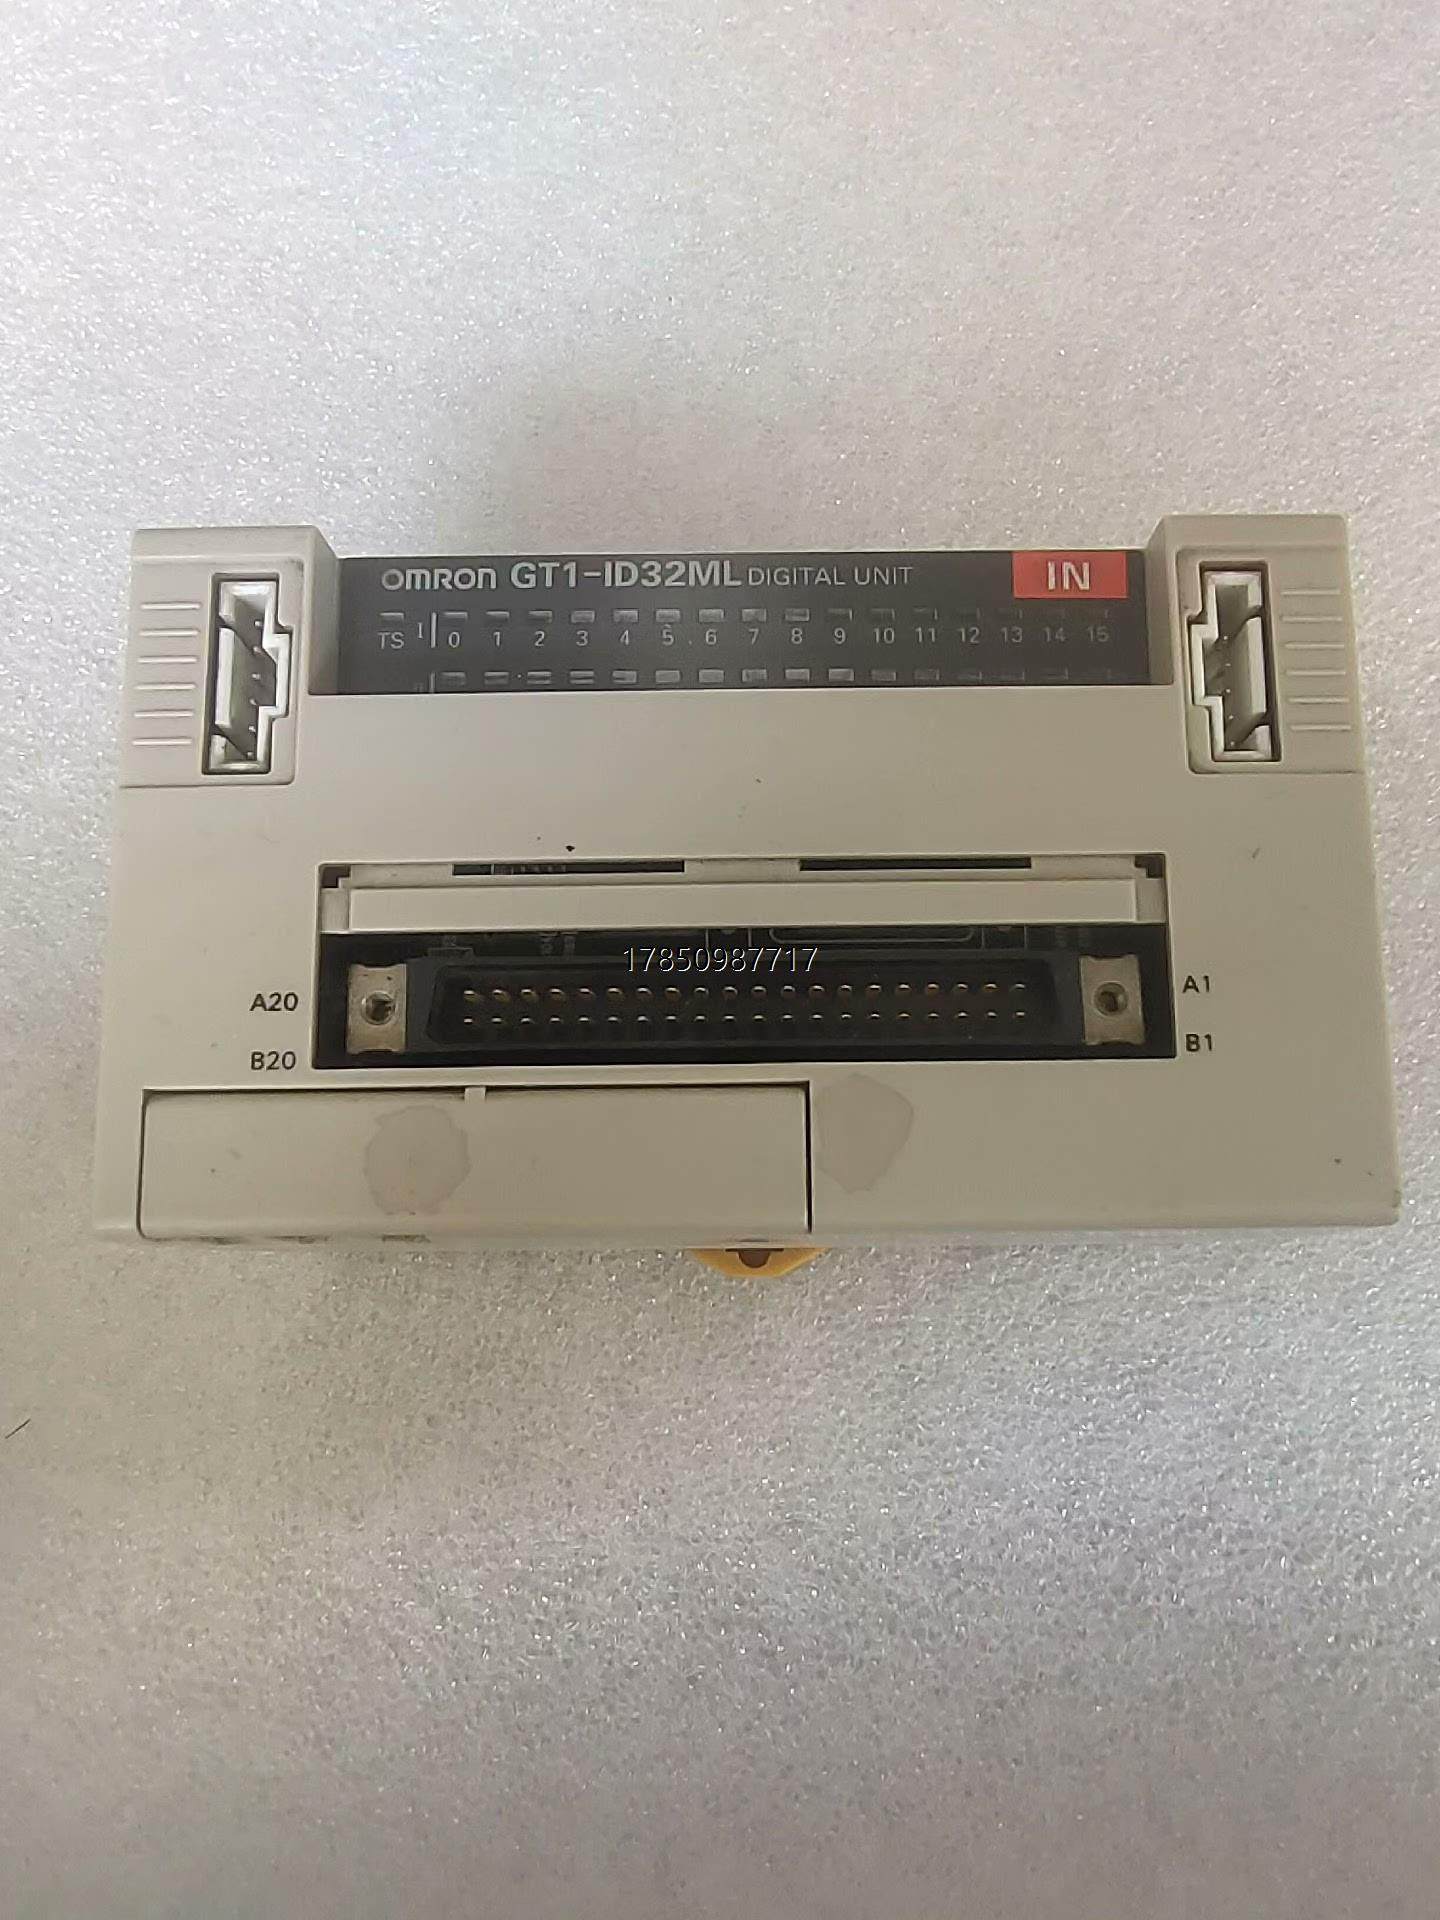 OMRON GT1-ID32ML DIGITAL UNIT IN
TS I 0 1 2 3 4 5 6 7 8 9 10 11 12 13 14 15
17850987717
A20 A1
B20 B1